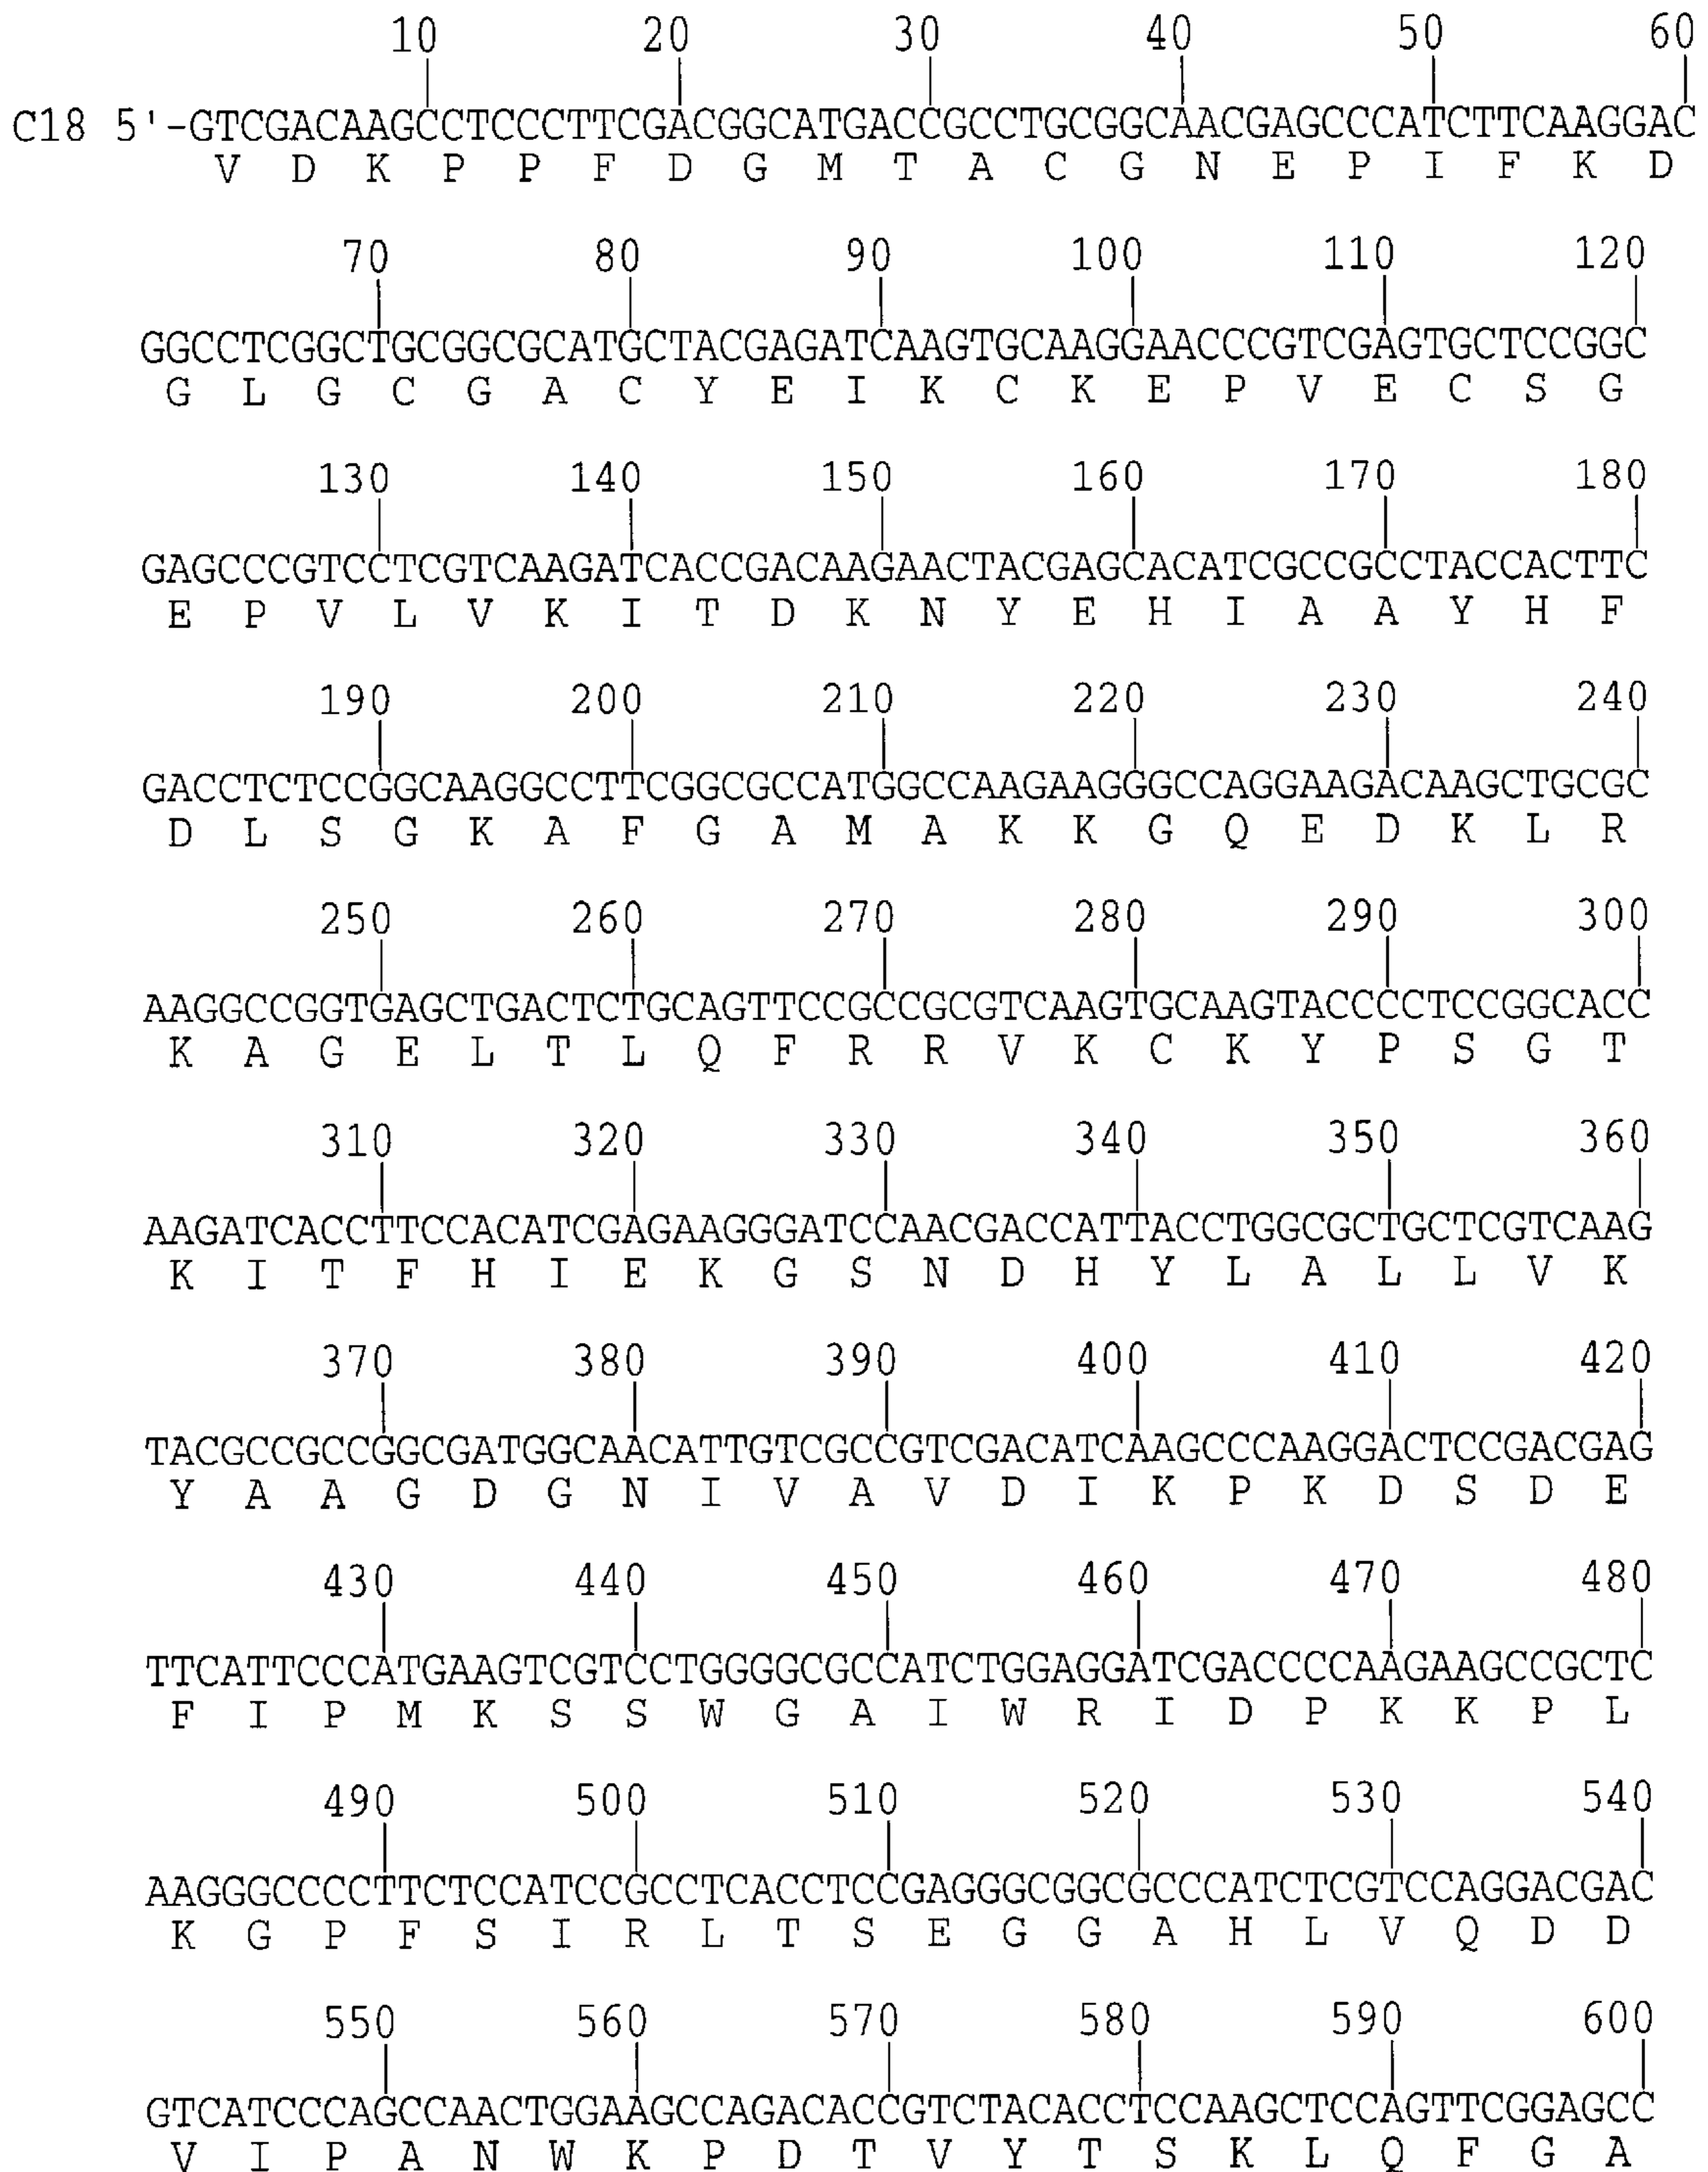 10 20 30 40 50 60
C18 5'-GTCGACAAGCCTCCCTTCGACGGCATGACCGCCTGCGGCAACGAGCCCATCTTCAAGGAC
V D K P P F D G M T A C G N E P I F K D
70 80 90 100 110 120
GGCCTCGGCTGCGGCGCATGCTACGAGATCAAGTGCAAGGAACCCGTCGAGTGCTCCGGC
G L G C G A C Y E I K C K E P V E C S G
130 140 150 160 170 180
GAGCCCGTCCTCGTCAAGATCACCGACAAGAACTACGAGCACATCGCCGCCTACCACTTC
E P V L V K I T D K N Y E H I A A Y H F
190 200 210 220 230 240
GACCTCTCCGGCAAGGCCTTCGGCGCCATGGCCAAGAAGGGCCAGGAAGACAAGCTGCGC
D L S G K A F G A M A K K G Q E D K L R
250 260 270 280 290 300
AAGGCCGGTGAGCTGACTCTGCAGTTCCGCCGCGTCAAGTGCAAGTACCCCTCCGGCACC
K A G E L T L Q F R R V K C K Y P S G T
310 320 330 340 350 360
AAGATCACCTTCCACATCGAGAAGGGATCCAACGACCATTACCTGGCGCTGCTCGTCAAG
K I T F H I E K G S N D H Y L A L L V K
370 380 390 400 410 420
TACGCCGCCGGCGATGGCAACATTGTCGCCGTCGACATCAAGCCCAAGGACTCCGACGAG
Y A A G D G N I V A V D I K P K D S D E
430 440 450 460 470 480
TTCATTCCCATGAAGTCGTCCTGGGGCGCCATCTGGAGGATCGACCCCAAGAAGCCGCTC
F I P M K S S W G A I W R I D P K K P L
490 500 510 520 530 540
AAGGGCCCCTTCTCCATCCGCCTCACCTCCGAGGGCGGCGCCCATCTCGTCCAGGACGAC
K G P F S I R L T S E G G A H L V Q D D
550 560 570 580 590 600
GTCATCCCAGCCAACTGGAAGCCAGACACCGTCTACACCTCCAAGCTCCAGTTCGGAGCC
V I P A N W K P D T V Y T S K L Q F G A